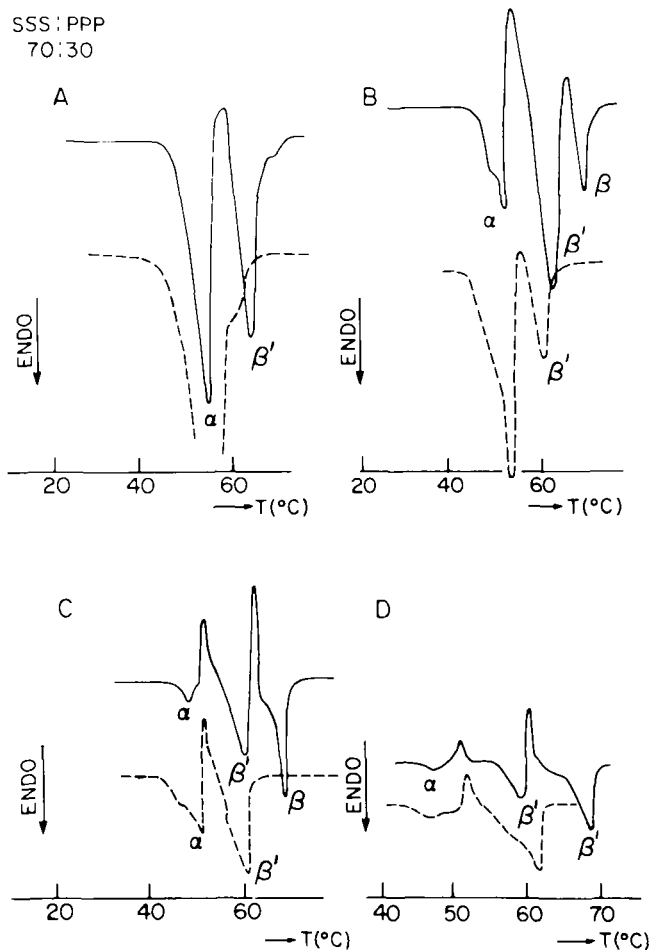 SSS:PPP
70:30
A
α
β'
ENDO
20 40 60
→T(°C)
B
α
β
β'
β'
ENDO
20 40 60
→T(°C)
C
α
β'
β
α
β'
ENDO
20 40 60
→T(°C)
D
α
β'
β'
ENDO
40 50 60 70
→T(°C)